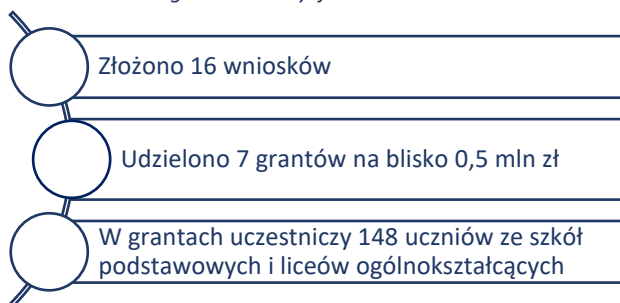 Złożono 16 wniosków
Udzielono 7 grantów na blisko 0,5 mln zł
W grantach uczestniczy 148 uczniów ze szkół
podstawowych i liceów ogólnokształcących